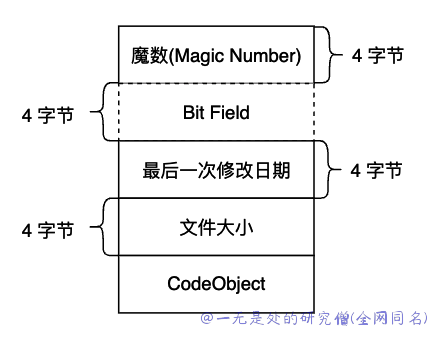 魔数(Magic Number)
4 字节
4 字节
Bit Field
最后一次修改日期
4 字节
4 字节
文件大小
CodeObject
@一无是处的研究僧(全网同名)